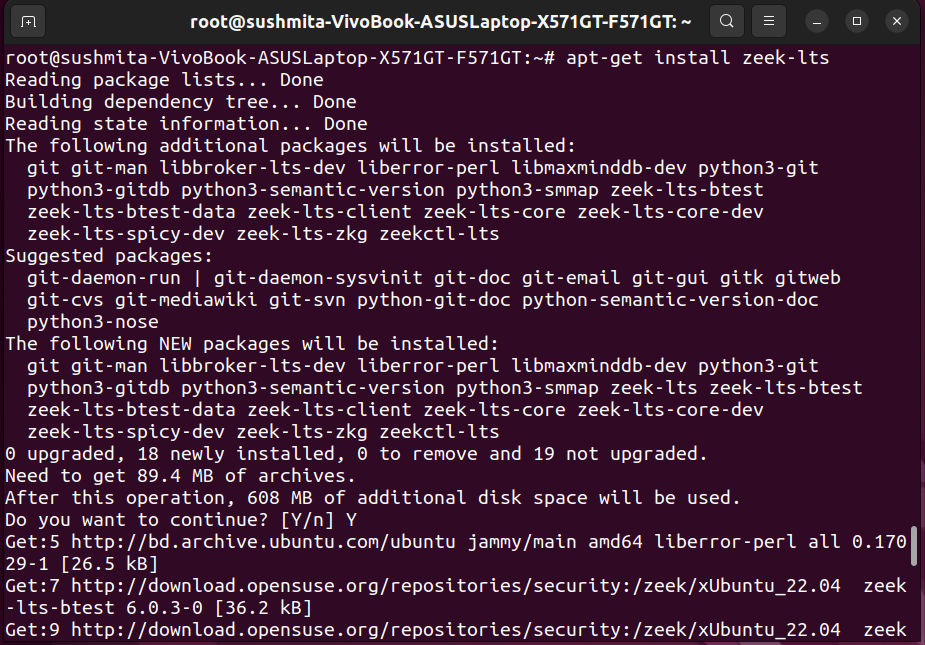 root@sushmita-VivoBook-ASUSLaptop-X571GT-F571GT: ~
root@sushmita-VivoBook-ASUSLaptop-X571GT-F571GT:~# apt-get install zeek-lts
Reading package lists... Done
Building dependency tree... Done
Reading state information... Done
The following additional packages will be installed:
  git git-man libbroker-lts-dev liberror-perl libmaxminddb-dev python3-git
  python3-gitdb python3-semantic-version python3-smmap zeek-lts-btest
  zeek-lts-btest-data zeek-lts-client zeek-lts-core zeek-lts-core-dev
  zeek-lts-spicy-dev zeek-lts-zkg zeekctl-lts
Suggested packages:
  git-daemon-run | git-daemon-sysvinit git-doc git-email git-gui gitk gitweb
  git-cvs git-mediawiki git-svn python-git-doc python-semantic-version-doc
  python3-nose
The following NEW packages will be installed:
  git git-man libbroker-lts-dev liberror-perl libmaxminddb-dev python3-git
  python3-gitdb python3-semantic-version python3-smmap zeek-lts zeek-lts-btest
  zeek-lts-btest-data zeek-lts-client zeek-lts-core zeek-lts-core-dev
  zeek-lts-spicy-dev zeek-lts-zkg zeekctl-lts
0 upgraded, 18 newly installed, 0 to remove and 19 not upgraded.
Need to get 89.4 MB of archives.
After this operation, 608 MB of additional disk space will be used.
Do you want to continue? [Y/n] Y
Get:5 http://bd.archive.ubuntu.com/ubuntu jammy/main amd64 liberror-perl all 0.170
29-1 [26.5 kB]
Get:7 http://download.opensuse.org/repositories/security:/zeek/xUbuntu_22.04  zeek
-lts-btest 6.0.3-0 [36.2 kB]
Get:9 http://download.opensuse.org/repositories/security:/zeek/xUbuntu_22.04  zeek